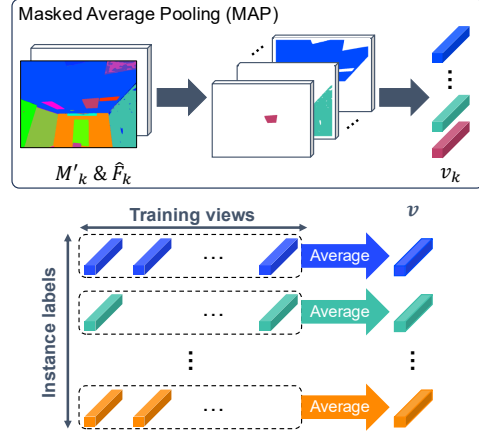 Masked Average Pooling (MAP)
M'ₖ & F̂ₖ
vₖ
Training views
v
Instance labels
... Average
... Average
... Average